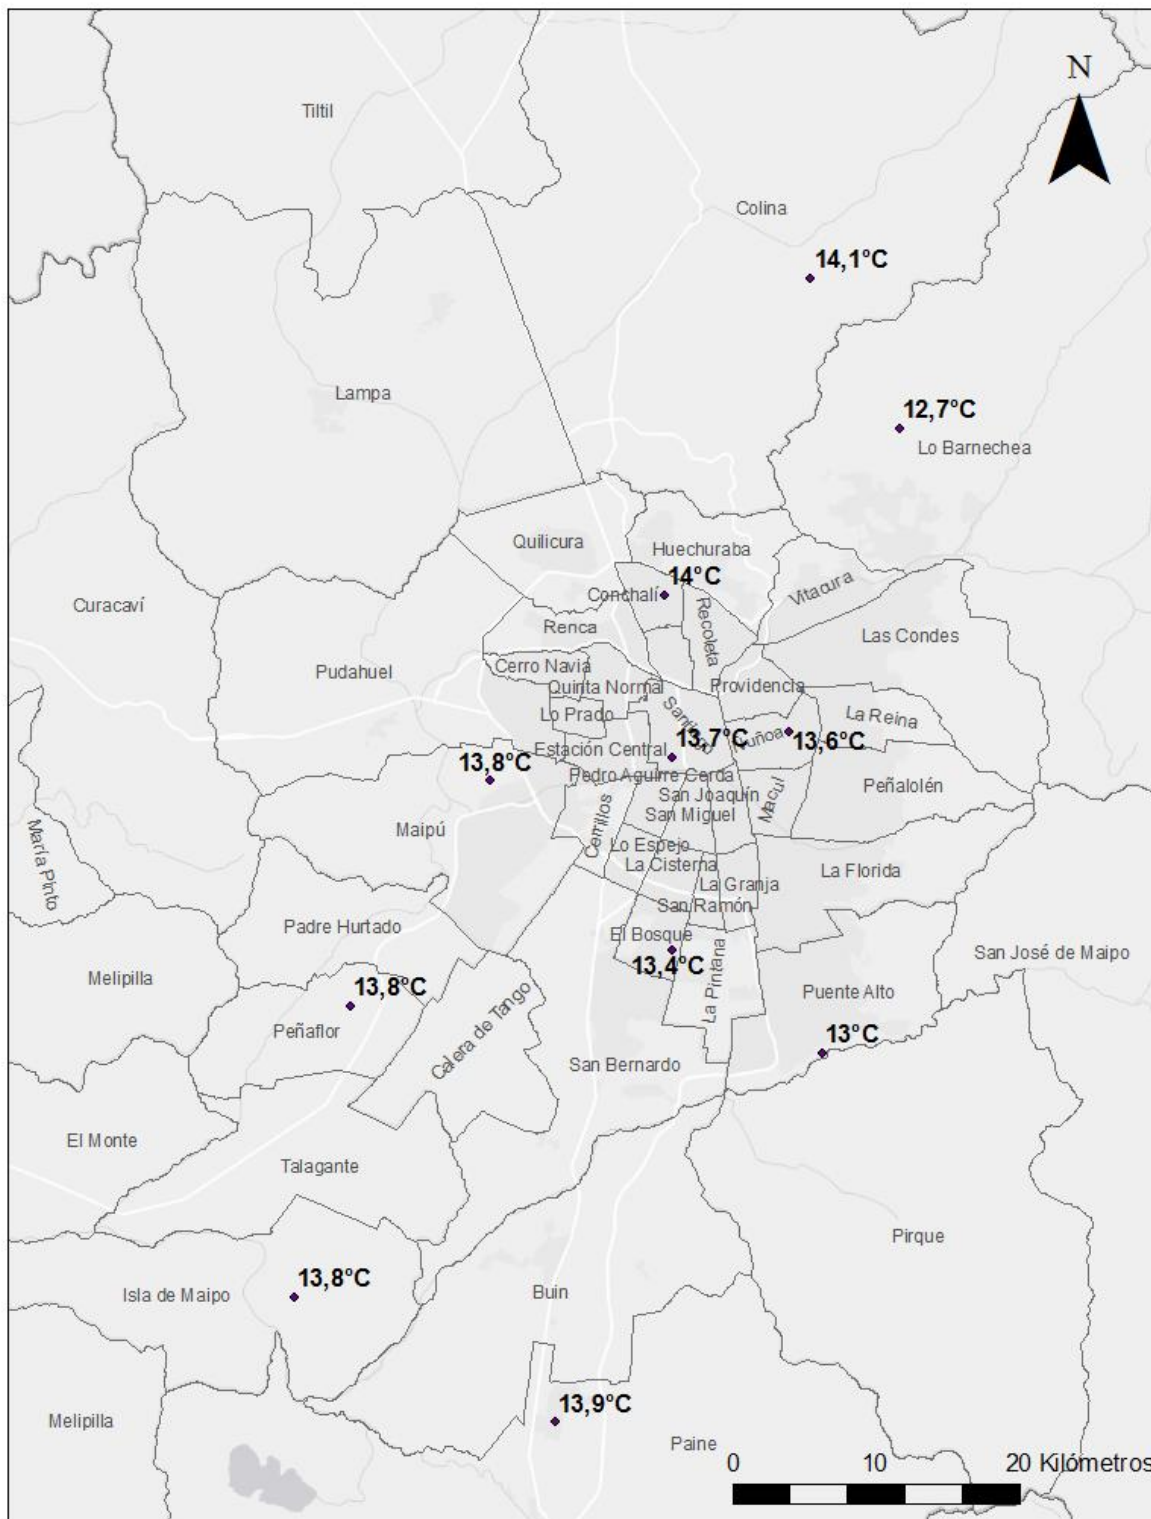 N
Tiltil
Colina
14,1°C
Lampa
12,7°C
Lo Barnechea
Quilicura
Huechuraba
14°C
Vitacura
Conchalí
Curacaví
Renca
Recoleta
Las Condes
Pudahuel
Cerro Navia
Quinta Normal
Providencia
Lo Prado
Santiago
La Reina
Ñuñoa
13,7°C
13,6°C
Estación Central
13,8°C
Pedro Aguirre Cerda
Peñalolén
San Joaquín
Macul
San Miguel
Maipú
Cerrillos
María Pinto
Lo Espejo
La Cisterna
La Florida
La Granja
San Ramón
Padre Hurtado
El Bosque
13,4°C
San José de Maipo
Melipilla
La Pintana
13,8°C
Puente Alto
Peñaflor
Calera de Tango
13°C
San Bernardo
El Monte
Talagante
Pirque
13,8°C
Isla de Maipo
Buin
13,9°C
Melipilla
Paine
0 10 20 Kilómetros